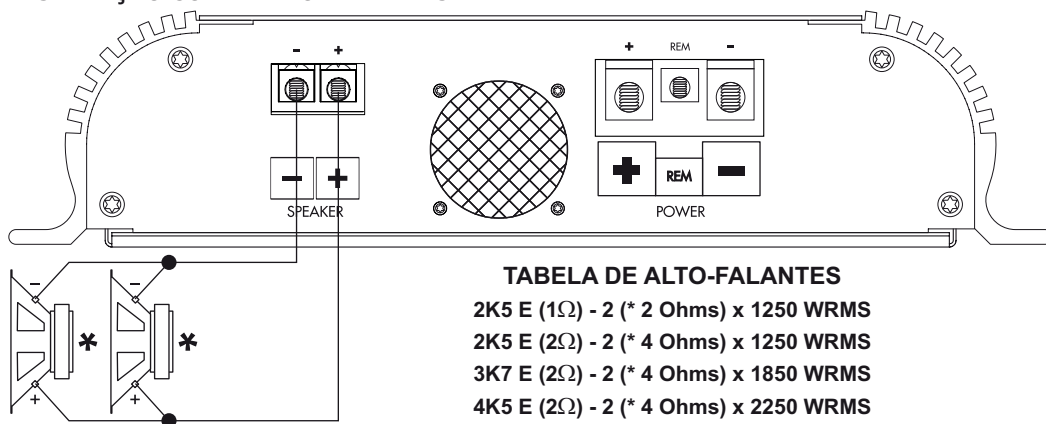 - +
+ REM -
- +
+ REM -
SPEAKER
POWER
- -
* *
+ +
TABELA DE ALTO-FALANTES
2K5 E (1Ω) - 2 (* 2 Ohms) x 1250 WRMS
2K5 E (2Ω) - 2 (* 4 Ohms) x 1250 WRMS
3K7 E (2Ω) - 2 (* 4 Ohms) x 1850 WRMS
4K5 E (2Ω) - 2 (* 4 Ohms) x 2250 WRMS